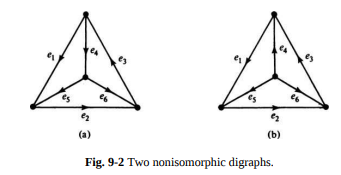 e1 e4 e3 e1 e4 e3
e5 e6 e5 e6
e2 e2
(a) (b)
Fig. 9-2 Two nonisomorphic digraphs.